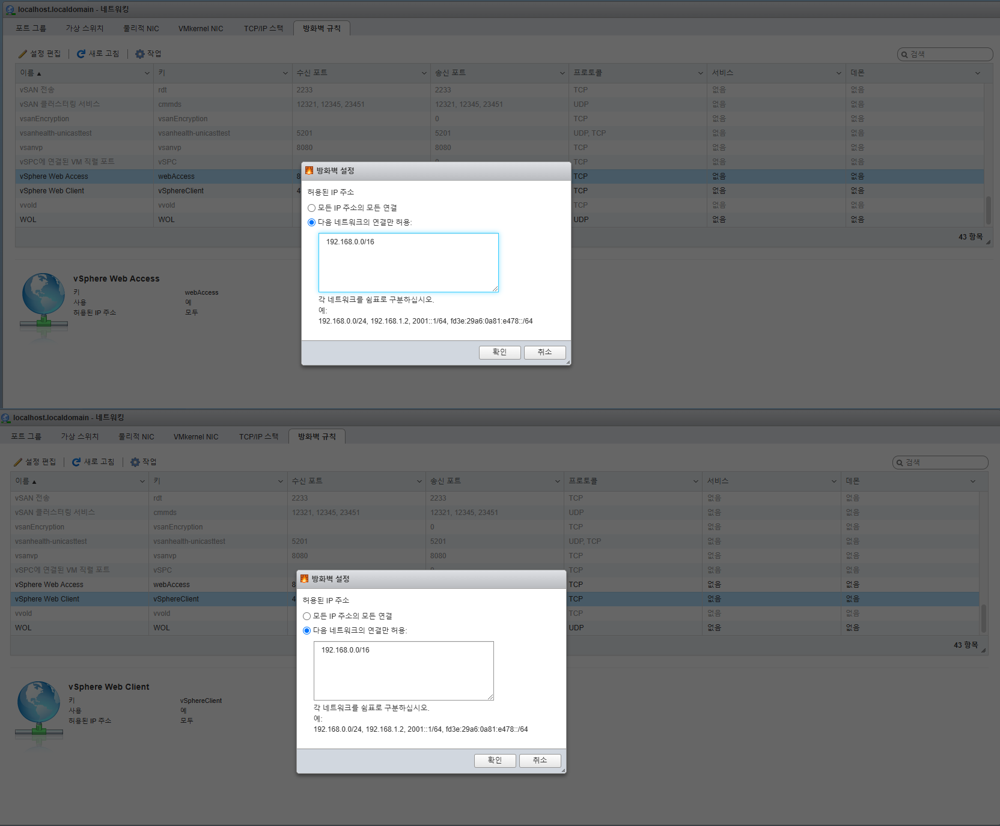 localhost.localdomain - 네트워킹
포트 그룹 가상 스위치 물리적 NIC VMkernel NIC TCP/IP 스택 방화벽 규칙
설정 편집 새로 고침 작업 검색
이름 ▲ 키 수신 포트 송신 포트 프로토콜 서비스 데몬
vSAN 전송 rdt 2233 2233 TCP 없음 없음
vSAN 클러스터링 서비스 cmmds 12321, 12345, 23451 12321, 12345, 23451 UDP 없음 없음
vsanEncryption vsanEncryption 0 TCP 없음 없음
vsanhealth-unicasttest vsanhealth-unicasttest 5201 5201 UDP, TCP 없음 없음
vsanvp vsanvp 8080 8080 TCP 없음 없음
vSPC에 연결된 VM 직렬 포트 vSPC TCP 없음 없음
vSphere Web Access webAccess 8 TCP 없음 없음
vSphere Web Client vSphereClient 4 TCP 없음 없음
vvold vvold TCP 없음 없음
WOL WOL UDP 없음 없음
43 항목
방화벽 설정
허용된 IP 주소
모든 IP 주소의 모든 연결
다음 네트워크의 연결만 허용:
192.168.0.0/16
각 네트워크를 쉼표로 구분하십시오.
예:
192.168.0.0/24, 192.168.1.2, 2001::1/64, fd3e:29a6:0a81:e478::/64
확인 취소
vSphere Web Access
키 webAccess
사용 예
허용된 IP 주소 모두
localhost.localdomain - 네트워킹
포트 그룹 가상 스위치 물리적 NIC VMkernel NIC TCP/IP 스택 방화벽 규칙
설정 편집 새로 고침 작업 검색
이름 ▲ 키 수신 포트 송신 포트 프로토콜 서비스 데몬
vSAN 전송 rdt 2233 2233 TCP 없음 없음
vSAN 클러스터링 서비스 cmmds 12321, 12345, 23451 12321, 12345, 23451 UDP 없음 없음
vsanEncryption vsanEncryption 0 TCP 없음 없음
vsanhealth-unicasttest vsanhealth-unicasttest 5201 5201 UDP, TCP 없음 없음
vsanvp vsanvp 8080 8080 TCP 없음 없음
vSPC에 연결된 VM 직렬 포트 vSPC TCP 없음 없음
vSphere Web Access webAccess 8 TCP 없음 없음
vSphere Web Client vSphereClient 4 TCP 없음 없음
vvold vvold TCP 없음 없음
WOL WOL UDP 없음 없음
43 항목
방화벽 설정
허용된 IP 주소
모든 IP 주소의 모든 연결
다음 네트워크의 연결만 허용:
192.168.0.0/16
각 네트워크를 쉼표로 구분하십시오.
예:
192.168.0.0/24, 192.168.1.2, 2001::1/64, fd3e:29a6:0a81:e478::/64
확인 취소
vSphere Web Client
키 vSphereClient
사용 예
허용된 IP 주소 모두